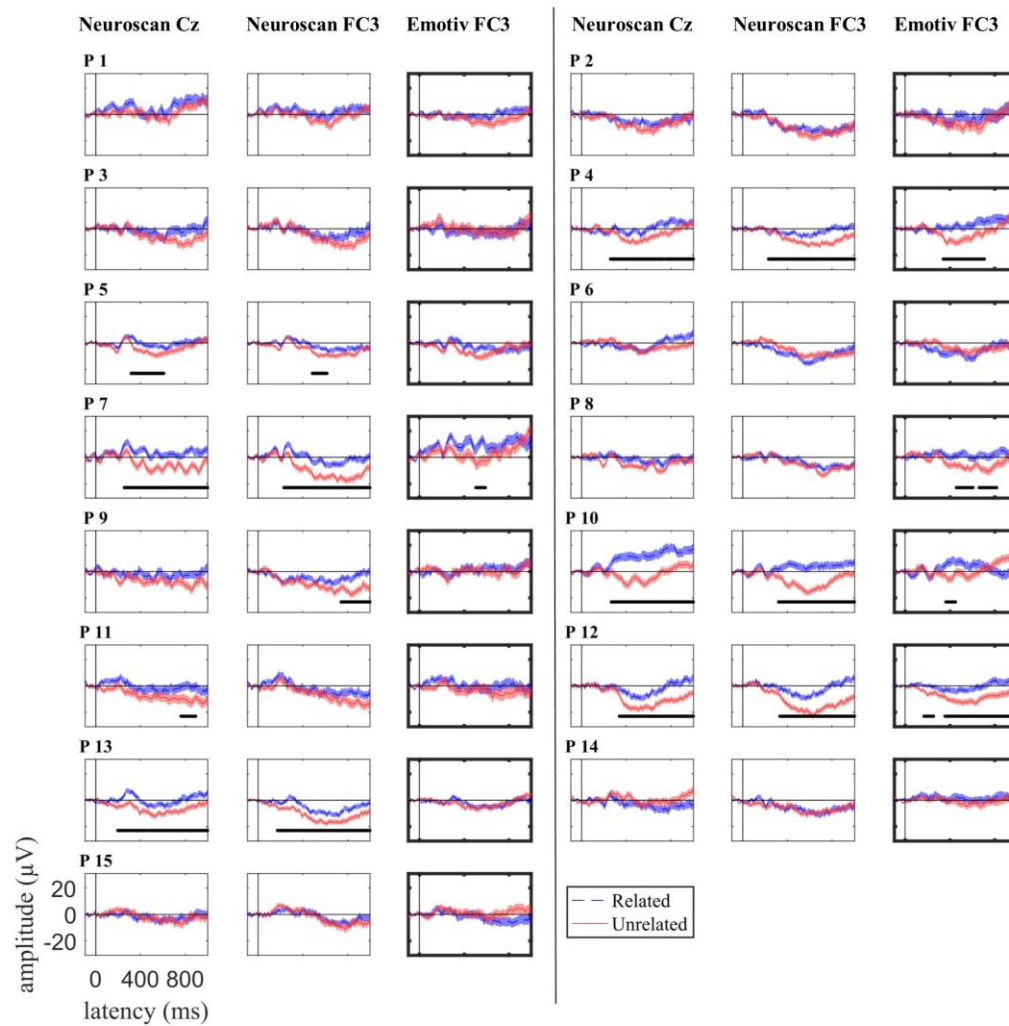 Neuroscan Cz Neuroscan FC3 Emotiv FC3 Neuroscan Cz Neuroscan FC3 Emotiv FC3
P 1 P 2
P 3 P 4
P 5 P 6
P 7 P 8
P 9 P 10
P 11 P 12
P 13 P 14
P 15
amplitude (µV)
20
0
-20
0 400 800
latency (ms)
Related
Unrelated